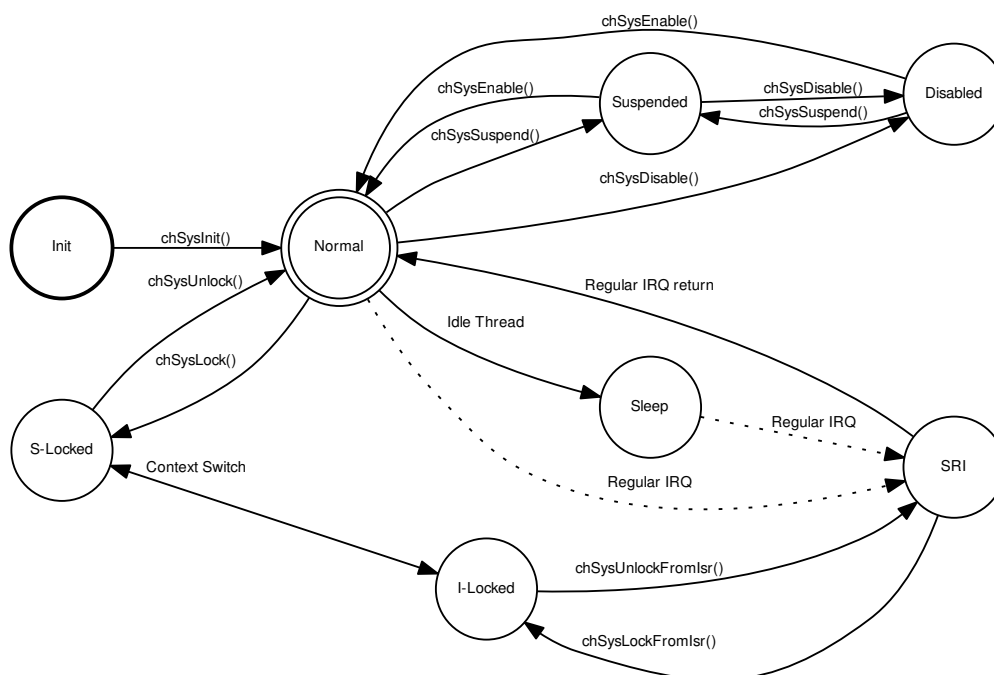 chSysEnable()
chSysEnable()
Suspended
chSysDisable()
Disabled
chSysSuspend()
chSysSuspend()
chSysDisable()
Init
chSysInit()
Normal
chSysUnlock()
Regular IRQ return
Idle Thread
chSysLock()
Sleep
Regular IRQ
S-Locked
Context Switch
SRI
Regular IRQ
chSysUnlockFromIsr()
I-Locked
chSysLockFromIsr()